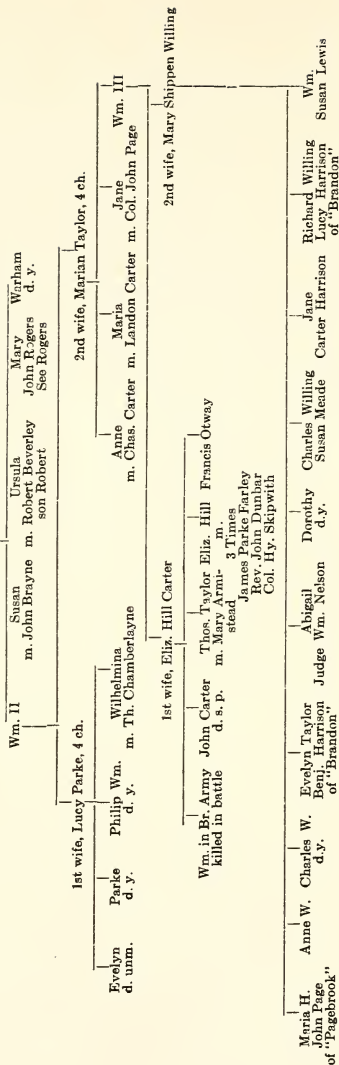 Wm. II
Susan
m. John Brayne
Ursula
m. Robert Beverley
son Robert
Mary
John Rogers
See Rogers
Warham
d. y.
1st wife, Lucy Parke, 4 ch.
2nd wife, Marian Taylor, 4 ch.
Evelyn
d. unm.
Parke
d. y.
Philip Wm.
d. y.
Wilhelmina
m. Th. Chamberlayne
Anne
m. Chas. Carter
Maria
m. Landon Carter
Jane
m. Col. John Page
Wm. III
1st wife, Eliz. Hill Carter
2nd wife, Mary Shippen Willing
Wm. in Br. Army
killed in battle
John Carter
d. s. p.
Thos. Taylor
m. Mary Armi-
stead
Eliz. Hill
m.
3 Times
James Parke Farley
Rev. John Dunbar
Col. Hy. Skipwith
Francis Otway
Maria H.
John Page
of "Pagebrook"
Anne W.
Charles W.
d.y.
Evelyn Taylor
Benj. Harrison
of "Brandon"
Abigail
Judge Wm. Nelson
Dorothy
d.y.
Charles Willing
Susan Meade
Jane
Carter Harrison
Richard Willing
Lucy Harrison
of "Brandon"
Wm.
Susan Lewis